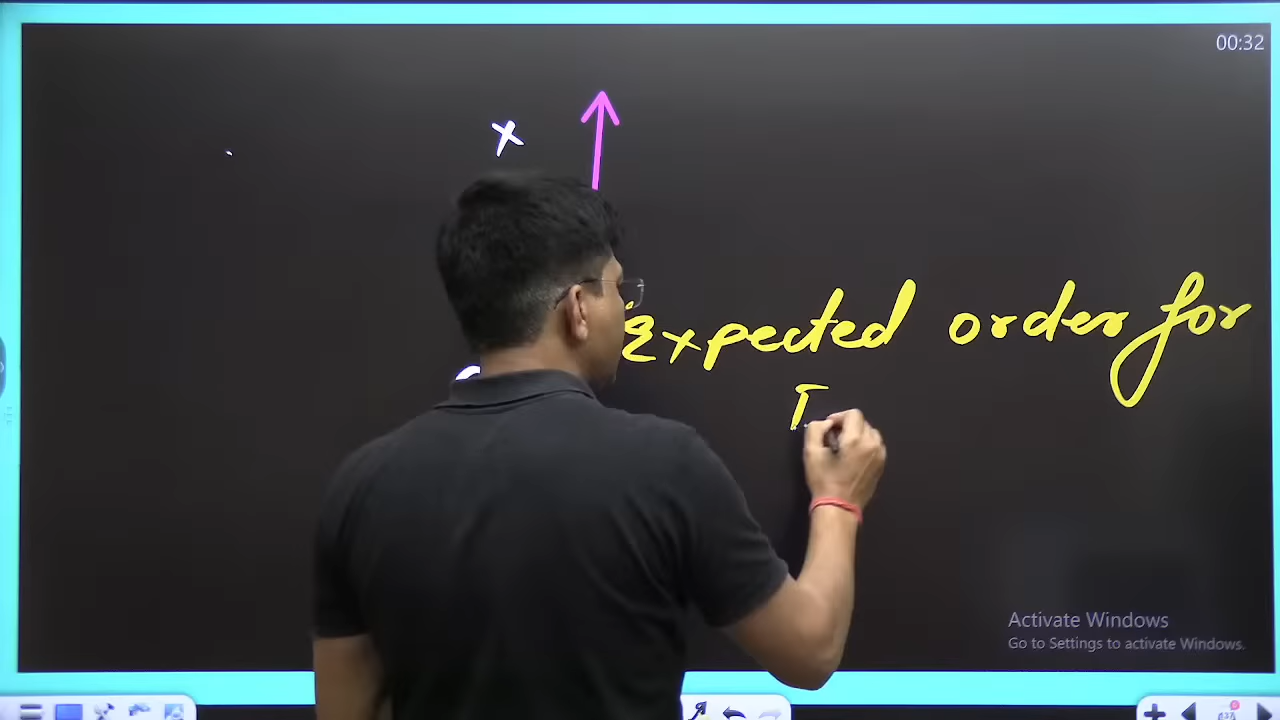 00:32
x
Expected order for
Activate Windows
Go to Settings to activate Windows.